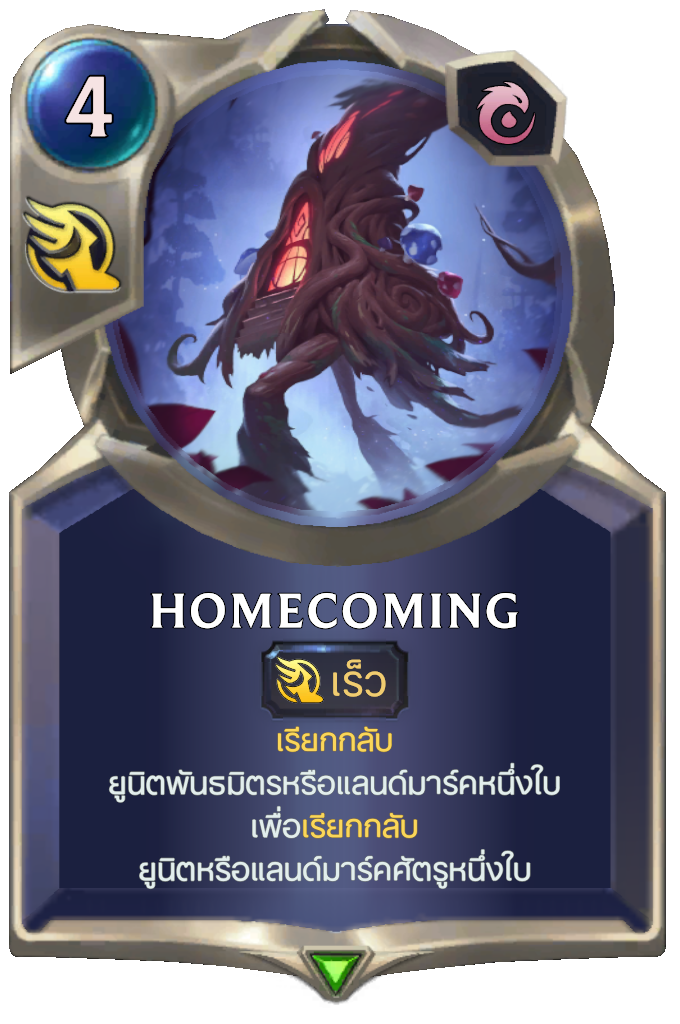 4
HOMECOMING
เร็ว
เรียกกลับ
ยูนิตพันธมิตรหรือแลนด์มาร์คหนึ่งใบ
เพื่อเรียกกลับ
ยูนิตหรือแลนด์มาร์คศัตรูหนึ่งใบ